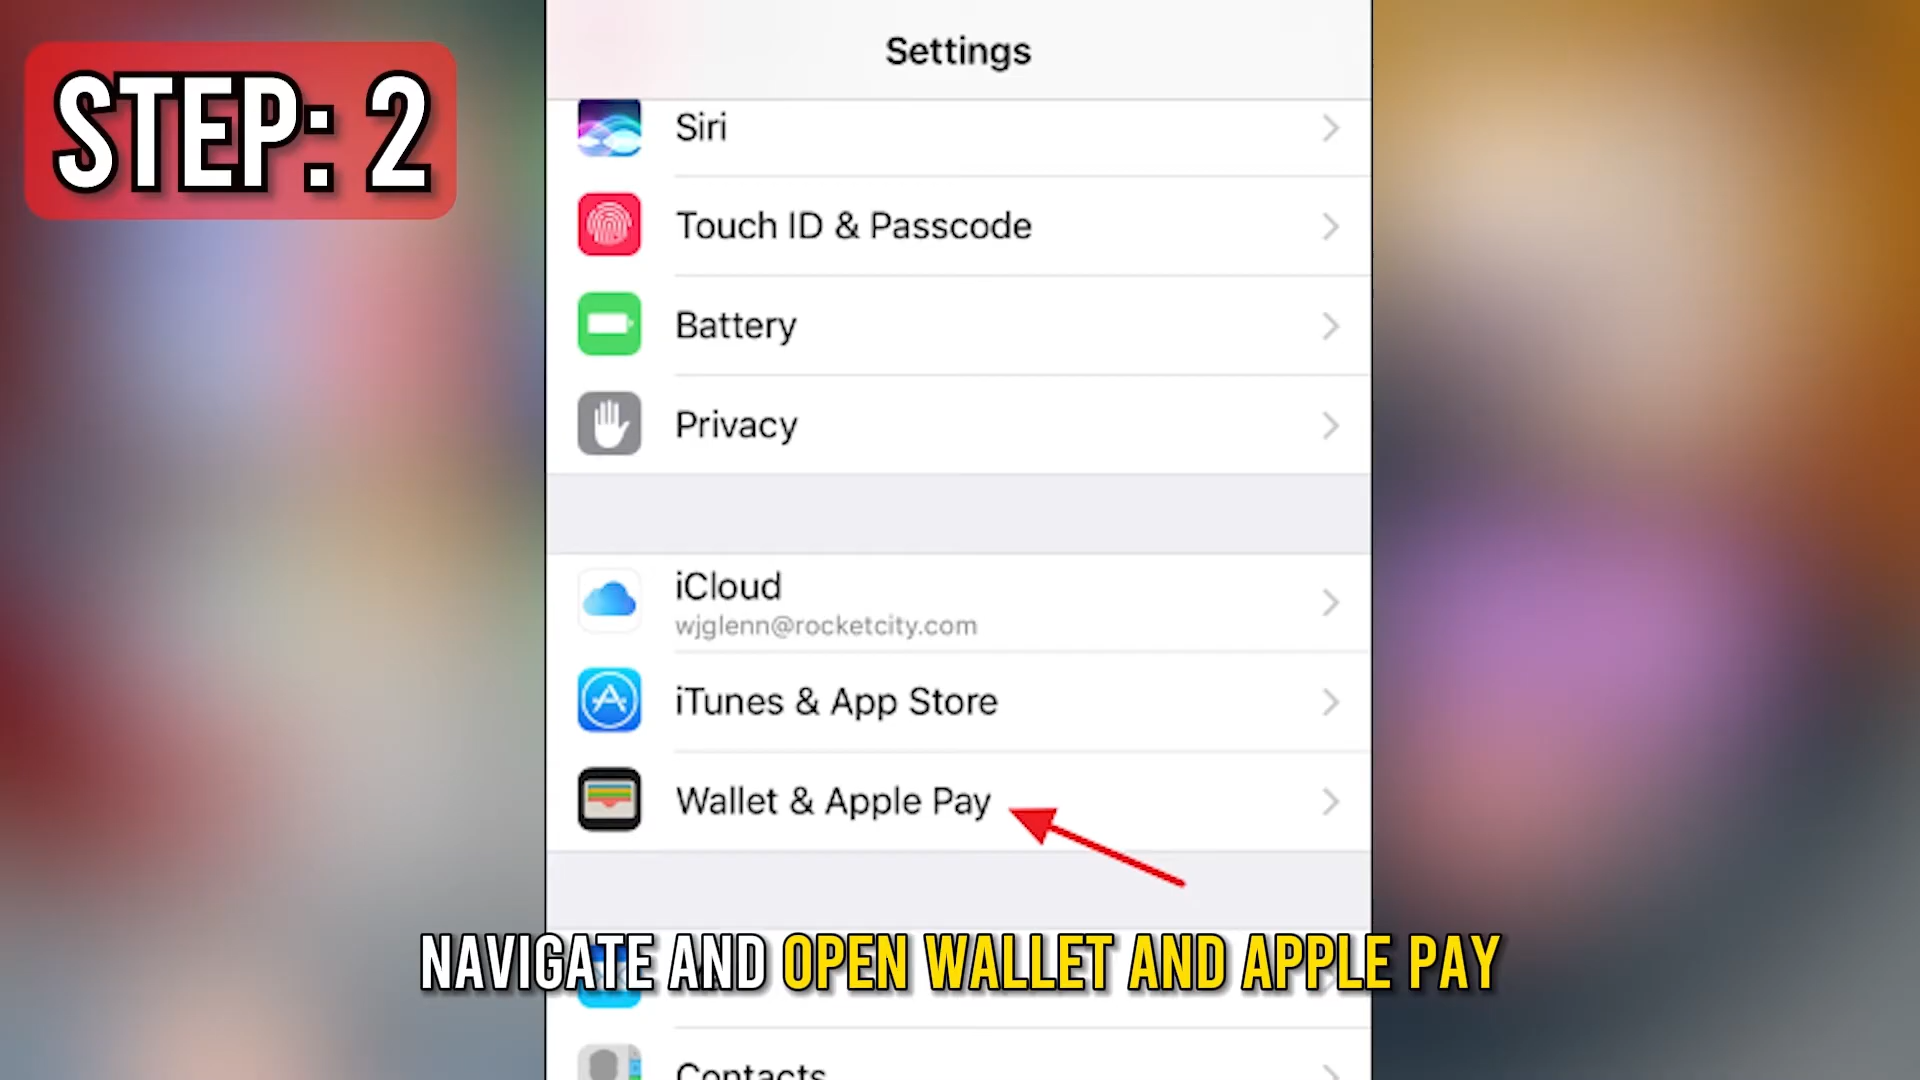 STEP: 2
Settings
Siri
Touch ID & Passcode
Battery
Privacy
iCloud
wjglenn@rocketcity.com
iTunes & App Store
Wallet & Apple Pay
NAVIGATE AND OPEN WALLET AND APPLE PAY
Contacts